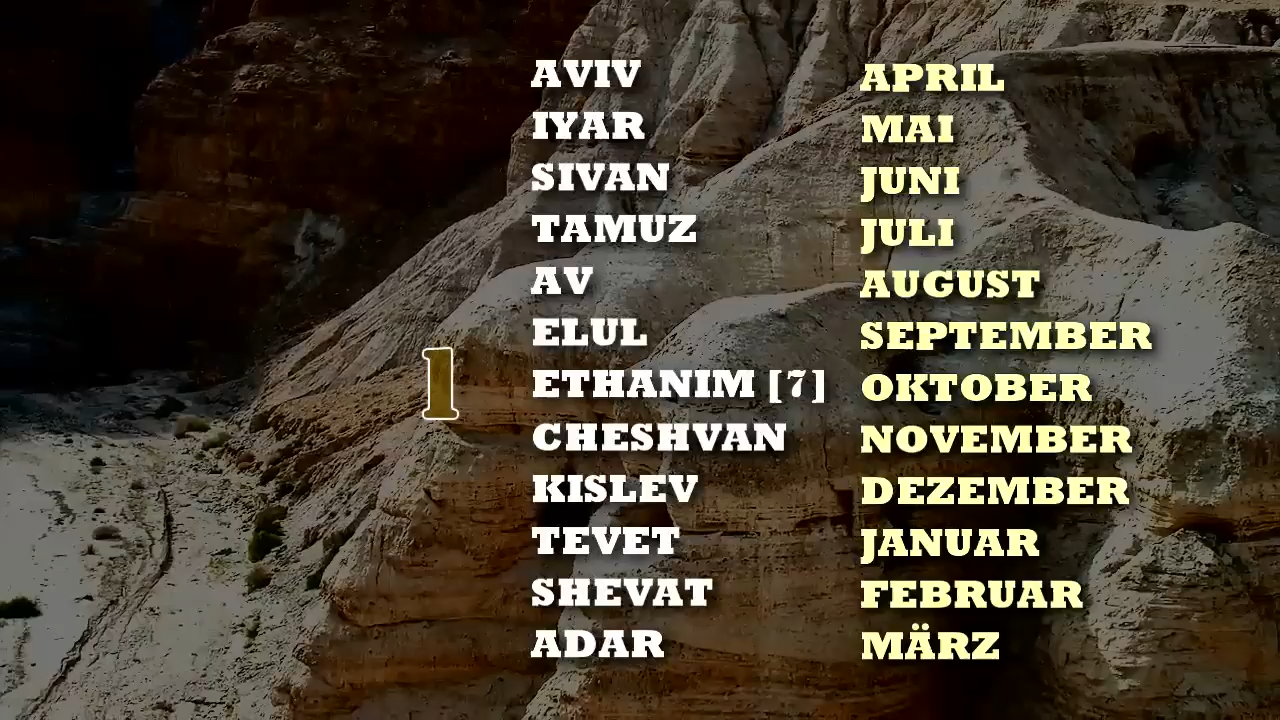 AVIV APRIL
IYAR MAI
SIVAN JUNI
TAMUZ JULI
AV AUGUST
ELUL SEPTEMBER
1 ETHANIM [7] OKTOBER
CHESHVAN NOVEMBER
KISLEV DEZEMBER
TEVET JANUAR
SHEVAT FEBRUAR
ADAR MÄRZ